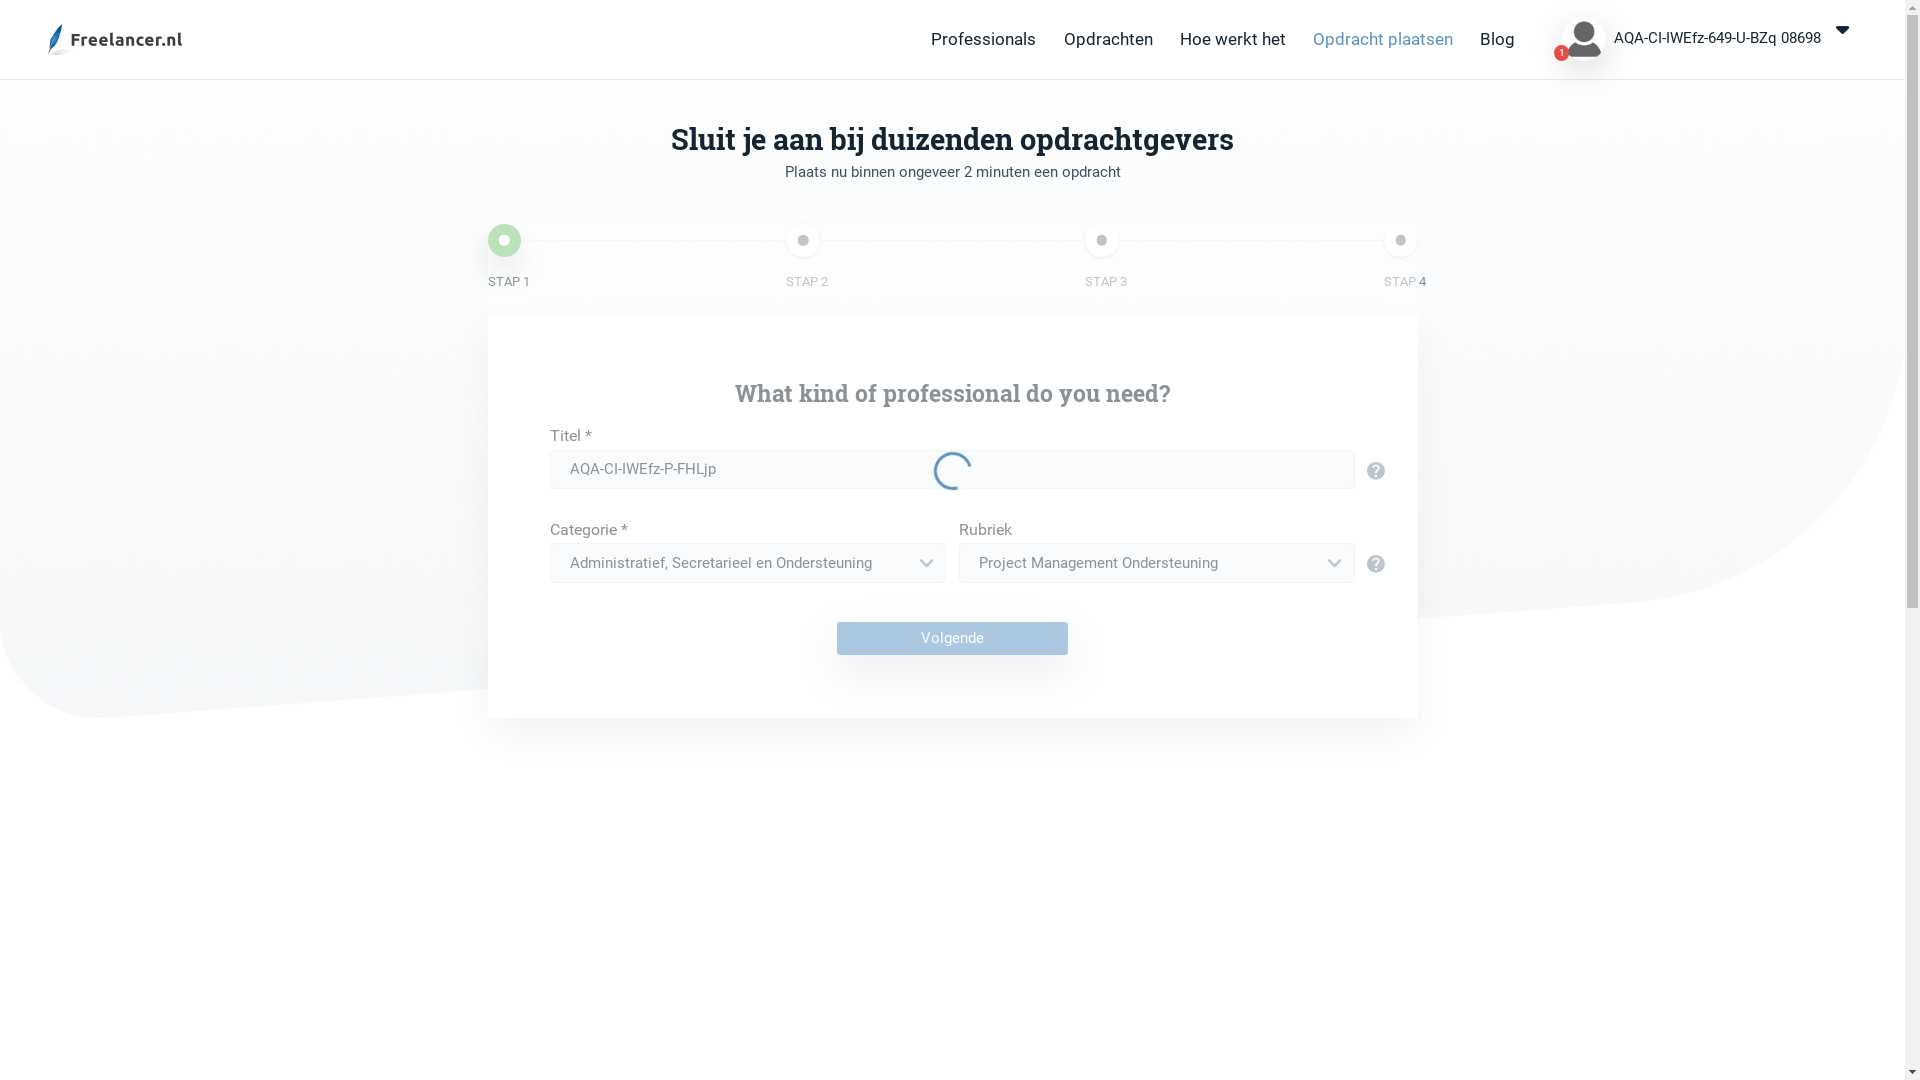 Freelancer.nl
Professionals Opdrachten Hoe werkt het Opdracht plaatsen Blog 1 AQA-CI-IWEfz-649-U-BZq 08698
Sluit je aan bij duizenden opdrachtgevers
Plaats nu binnen ongeveer 2 minuten een opdracht
STAP 1 STAP 2 STAP 3 STAP 4
What kind of professional do you need?
Titel *
AQA-CI-IWEfz-P-FHLjp
Categorie * Rubriek
Administratief, Secretarieel en Ondersteuning Project Management Ondersteuning
Volgende